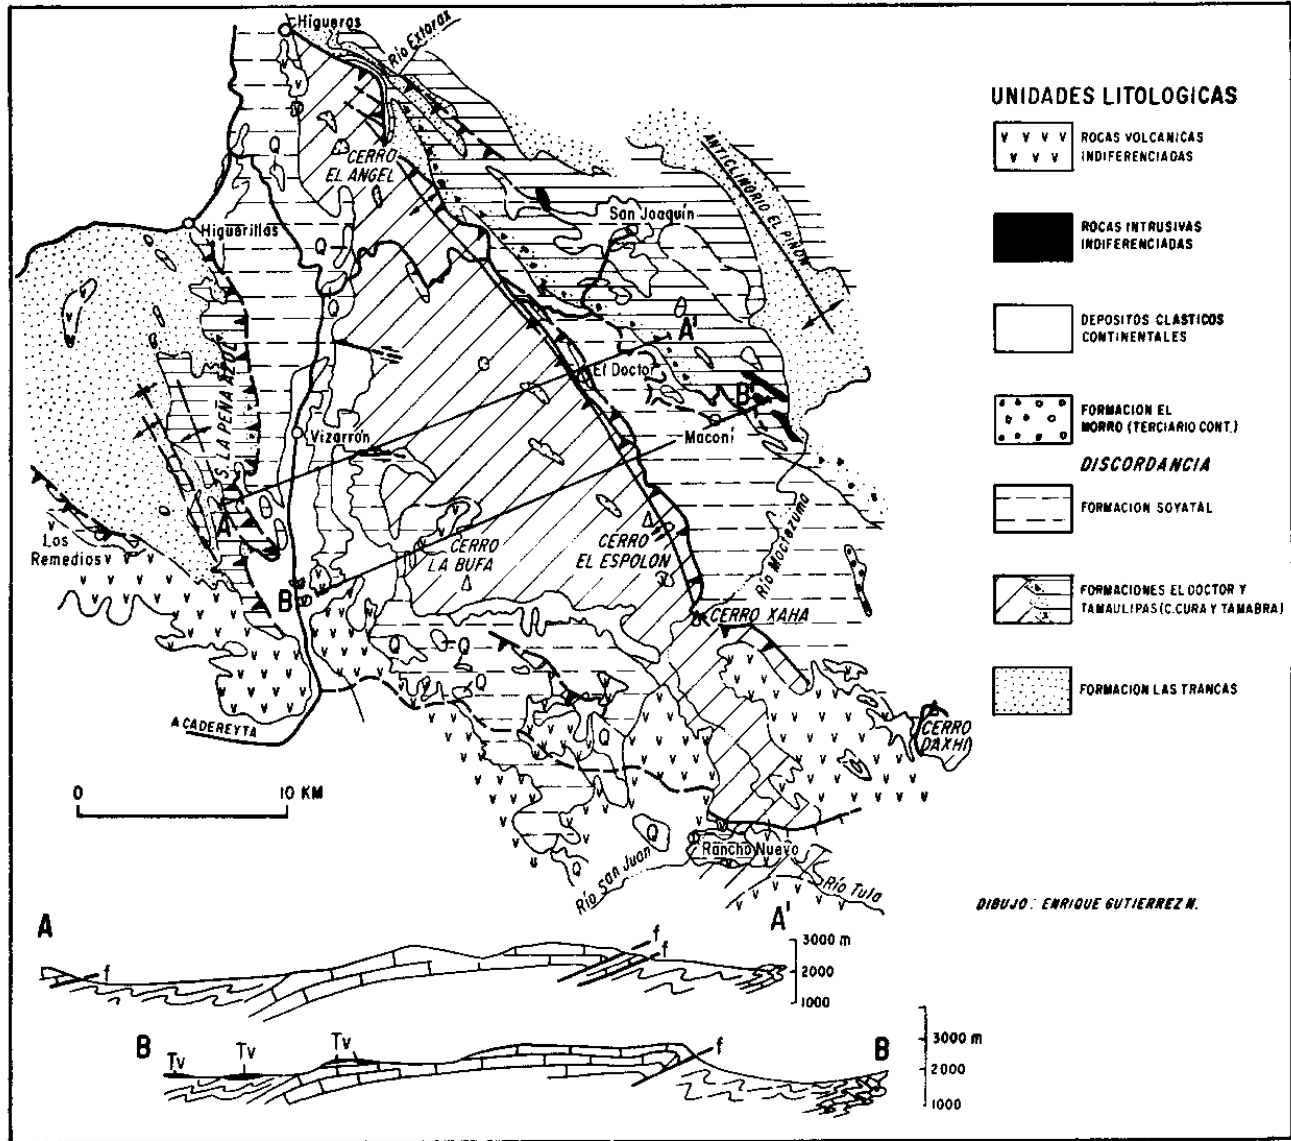 Higueras
Río Extorax
UNIDADES LITOLOGICAS
ROCAS VOLCANICAS
INDIFERENCIADAS
ANTICLINORIO EL PIÑON
CERRO
EL ANGEL
Q
San Joaquín
ROCAS INTRUSIVAS
INDIFERENCIADAS
Higuerillas
Q
Q
DEPOSITOS CLASTICOS
CONTINENTALES
A'
El Doctor
S LA PEÑA AZUL
B'
FORMACION EL
MORRO (TERCIARIO CONT.)
Vizarrón
Maconí
DISCORDANCIA
A
FORMACION SOYATAL
Los
Remedios
CERRO
LA BUFA
CERRO
EL ESPOLON
Río Moctezuma
B
CERRO XAHA
FORMACIONES EL DOCTOR Y
TAMAULIPAS (C.CURA Y TAMABRA)
Q
Q
Q
Q
FORMACION LAS TRANCAS
A CADEREYTA
Q
CERRO
DAXHI
0 10 KM
Q
Rancho Nuevo
Río San Juan
Río Tula
DIBUJO: ENRIQUE GUTIERREZ N.
A
A'
f
f
f
3000 m
2000
1000
B
B
Tv
Tv
Tv
f
3000 m
2000
1000